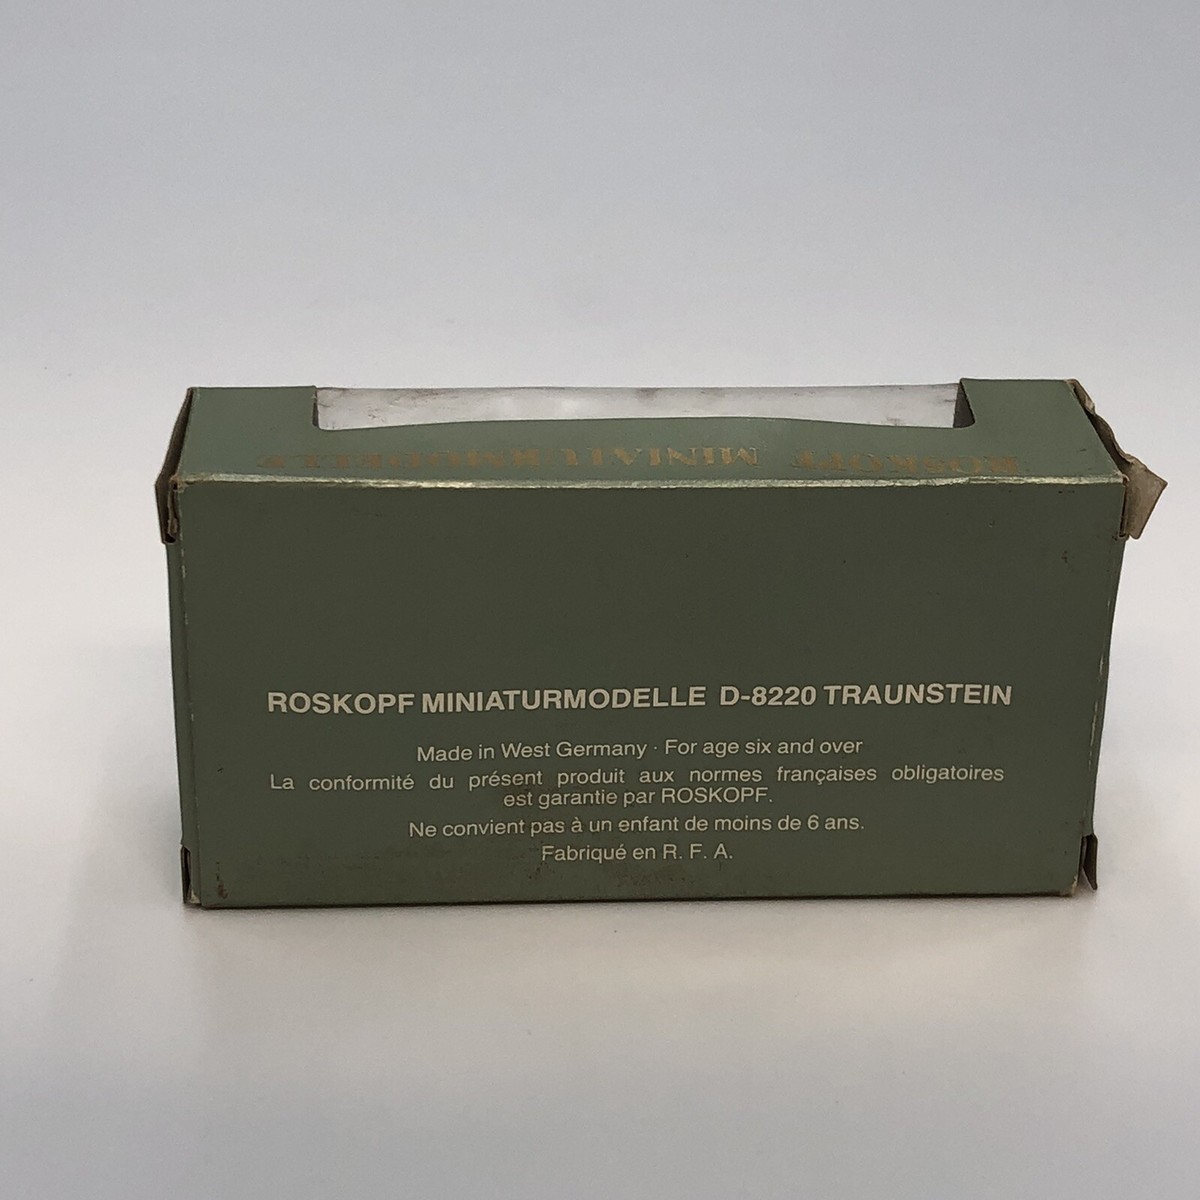 ROSKOPF MINIATURMODELLE
ROSKOPF MINIATURMODELLE D-8220 TRAUNSTEIN
Made in West Germany · For age six and over
La conformité du présent produit aux normes françaises obligatoires
est garantie par ROSKOPF.
Ne convient pas à un enfant de moins de 6 ans.
Fabriqué en R. F. A.